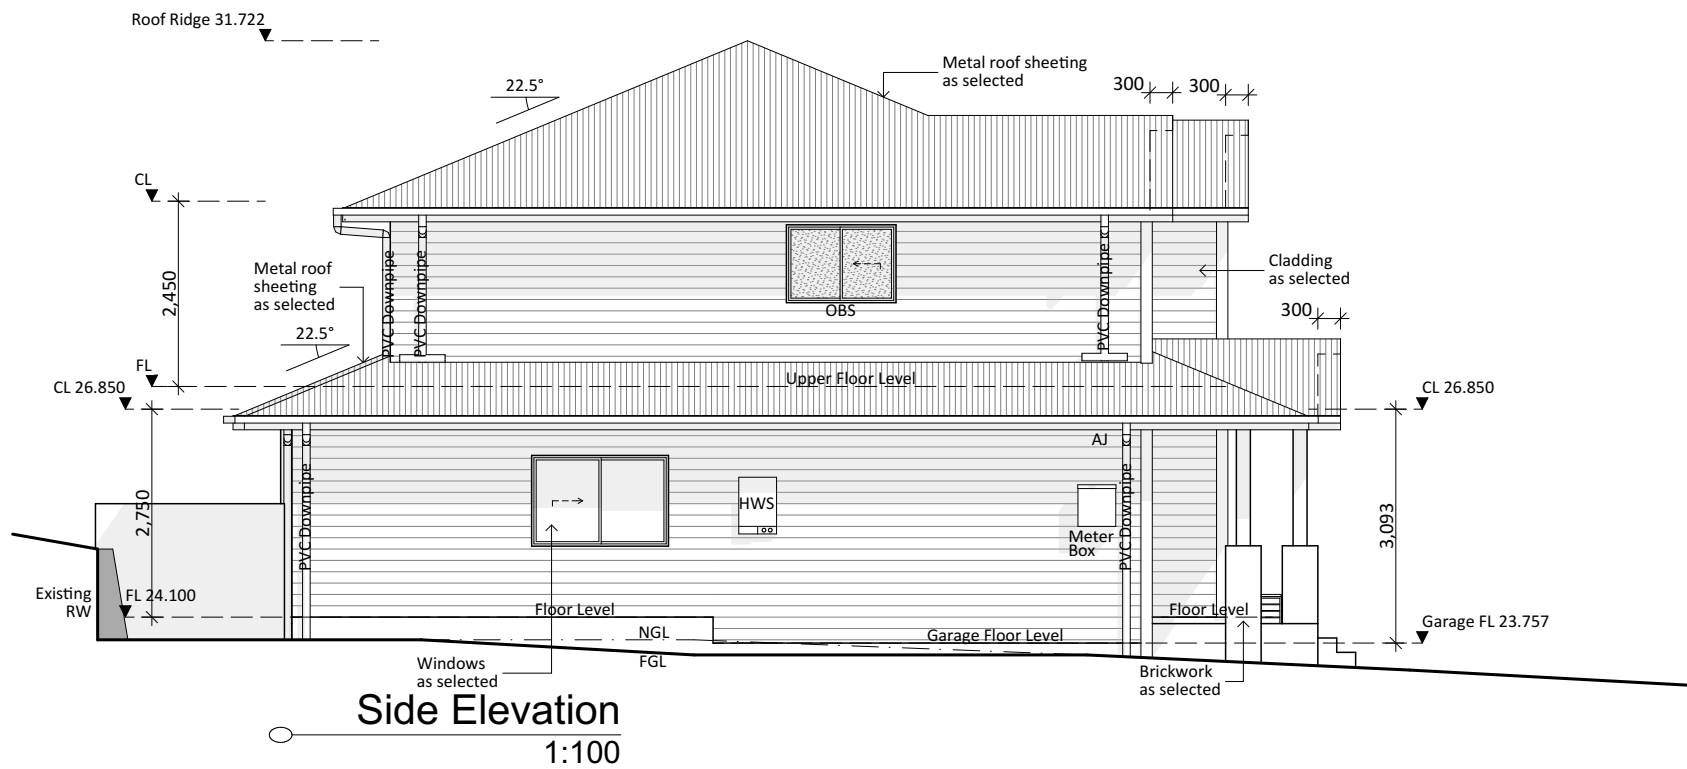 Roof Ridge 31.722
Metal roof sheeting
as selected
22.5°
300
300
CL
2,450
Metal roof
sheeting
as selected
PVC Downpipe
PVC Downpipe
OBS
PVC Downpipe
Cladding
as selected
300
22.5°
FL
Upper Floor Level
CL 26.850
CL 26.850
AJ
2,750
PVC Downpipe
HWS
Meter
Box
PVC Downpipe
3,093
Existing
RW
FL 24.100
Floor Level
Floor Level
NGL
Garage Floor Level
Garage FL 23.757
FGL
Windows
as selected
Brickwork
as selected
Side Elevation
1:100